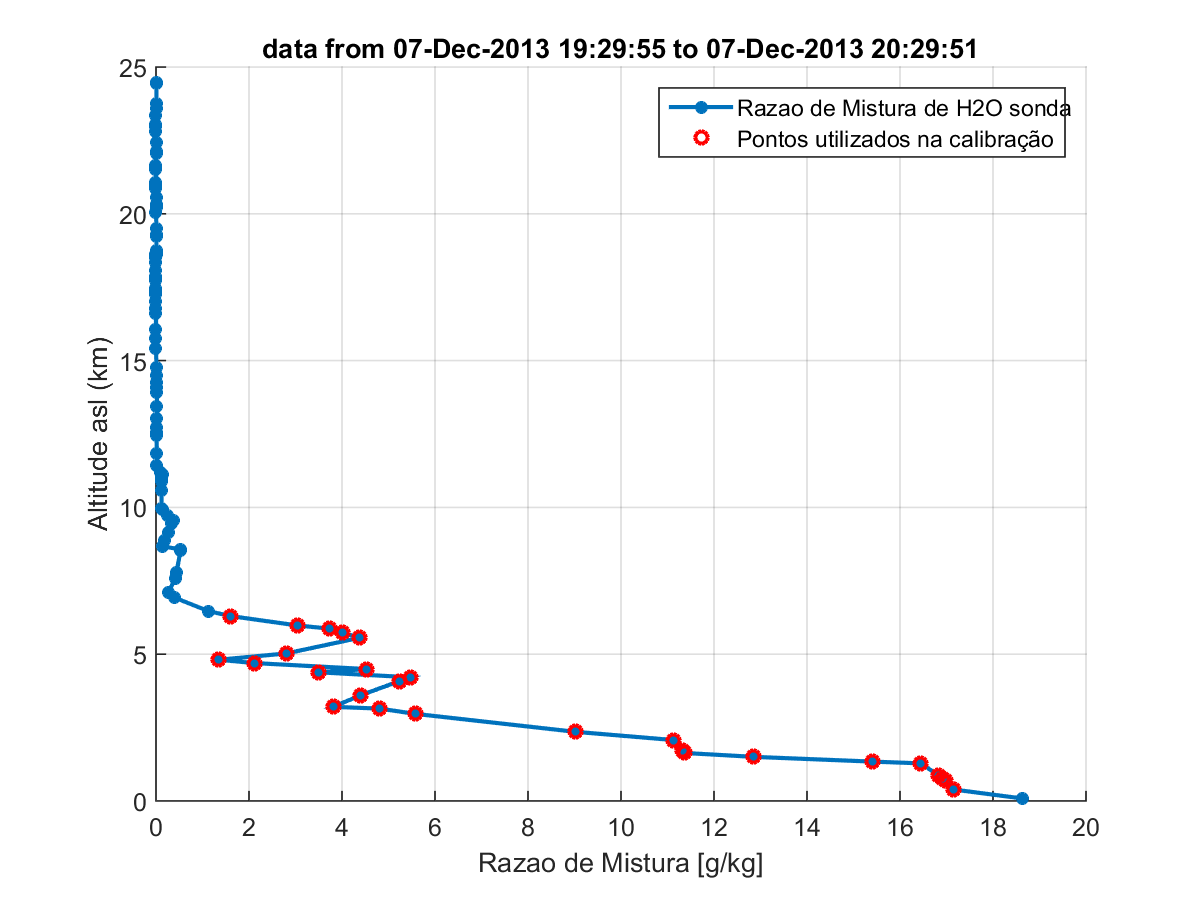 data from 07-Dec-2013 19:29:55 to 07-Dec-2013 20:29:51
Razao de Mistura de H2O sonda
Pontos utilizados na calibração
25
20
15
10
5
0
Altitude asl (km)
0 2 4 6 8 10 12 14 16 18 20
Razao de Mistura [g/kg]